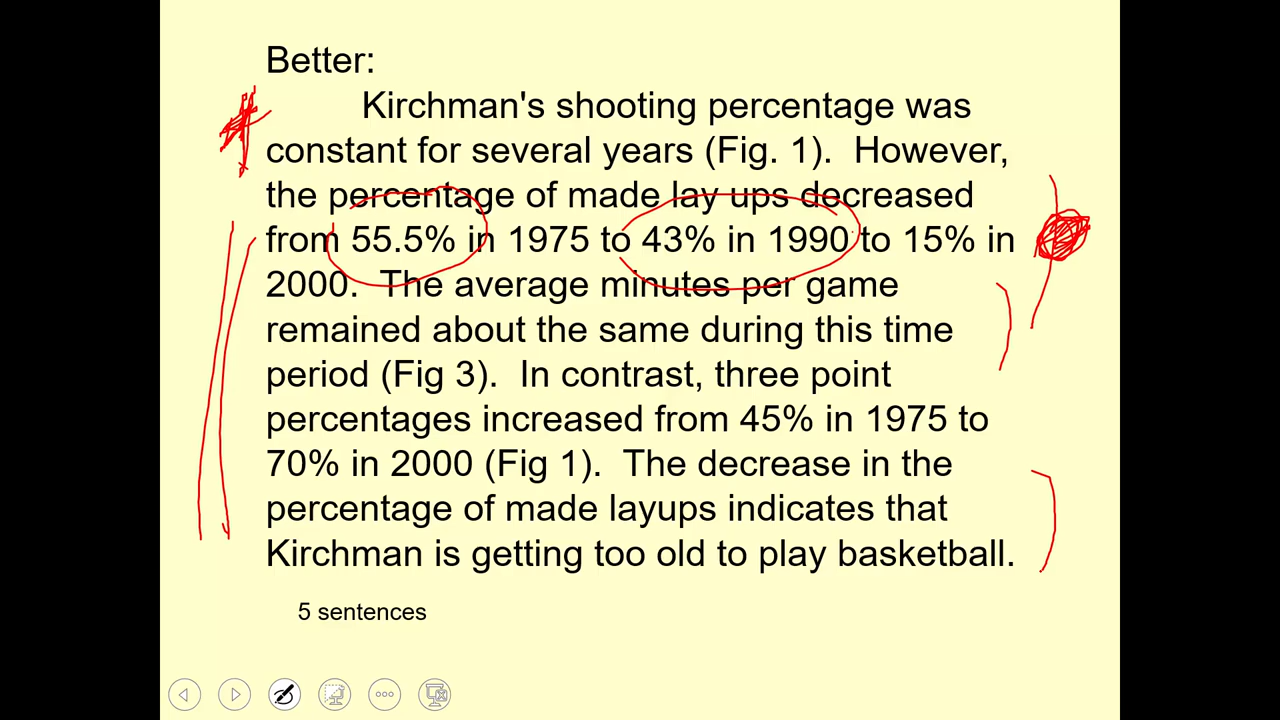 Better:
Kirchman's shooting percentage was
constant for several years (Fig. 1).  However,
the percentage of made lay ups decreased
from 55.5% in 1975 to 43% in 1990 to 15% in
2000.  The average minutes per game
remained about the same during this time
period (Fig 3).  In contrast, three point
percentages increased from 45% in 1975 to
70% in 2000 (Fig 1).  The decrease in the
percentage of made layups indicates that
Kirchman is getting too old to play basketball.
5 sentences